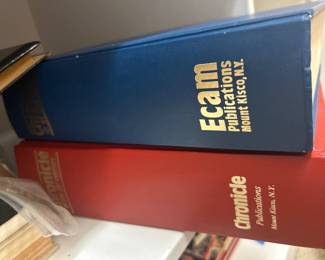 Ecam
Publications
Mount Kisco, N.Y.
Chronicle
Publications
Mount Kisco, N.Y.